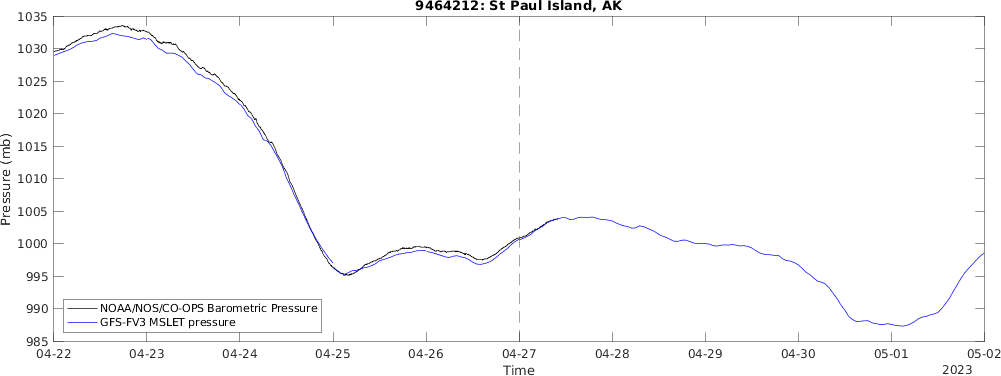 9464212: St Paul Island, AK
1035
1030
1025
1020
1015
1010
1005
1000
995
990
985
Pressure (mb)
NOAA/NOS/CO-OPS Barometric Pressure
GFS-FV3 MSLET pressure
04-22 04-23 04-24 04-25 04-26 04-27 04-28 04-29 04-30 05-01 05-02
Time
2023